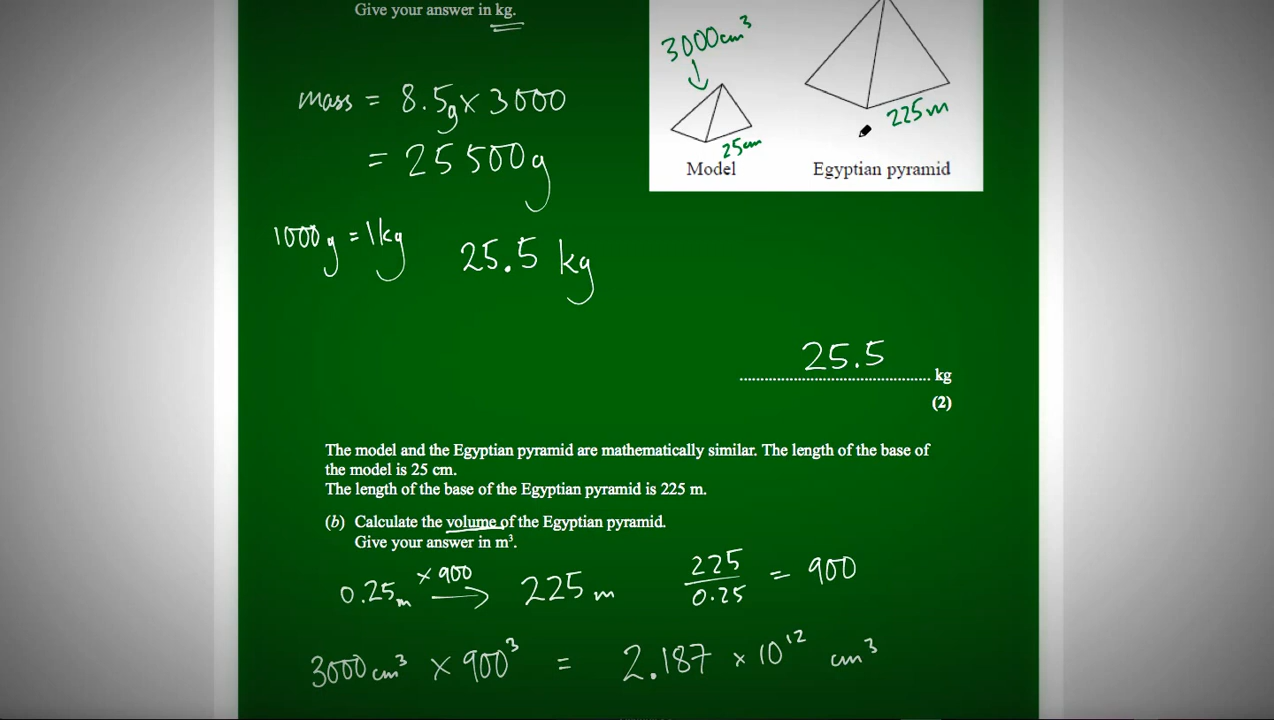 Give your answer in kg.
3000cm³
mass = 8.5g × 3000
225m
= 25500g
25cm
Model
Egyptian pyramid
1000g = 1kg
25.5 kg
25.5
........................................ kg
(2)
The model and the Egyptian pyramid are mathematically similar. The length of the base of
the model is 25 cm.
The length of the base of the Egyptian pyramid is 225 m.
(b) Calculate the volume of the Egyptian pyramid.
Give your answer in m³.
0.25m ×900 → 225m 225/0.25 = 900
3000cm³ × 900³ = 2.187 × 10¹² cm³